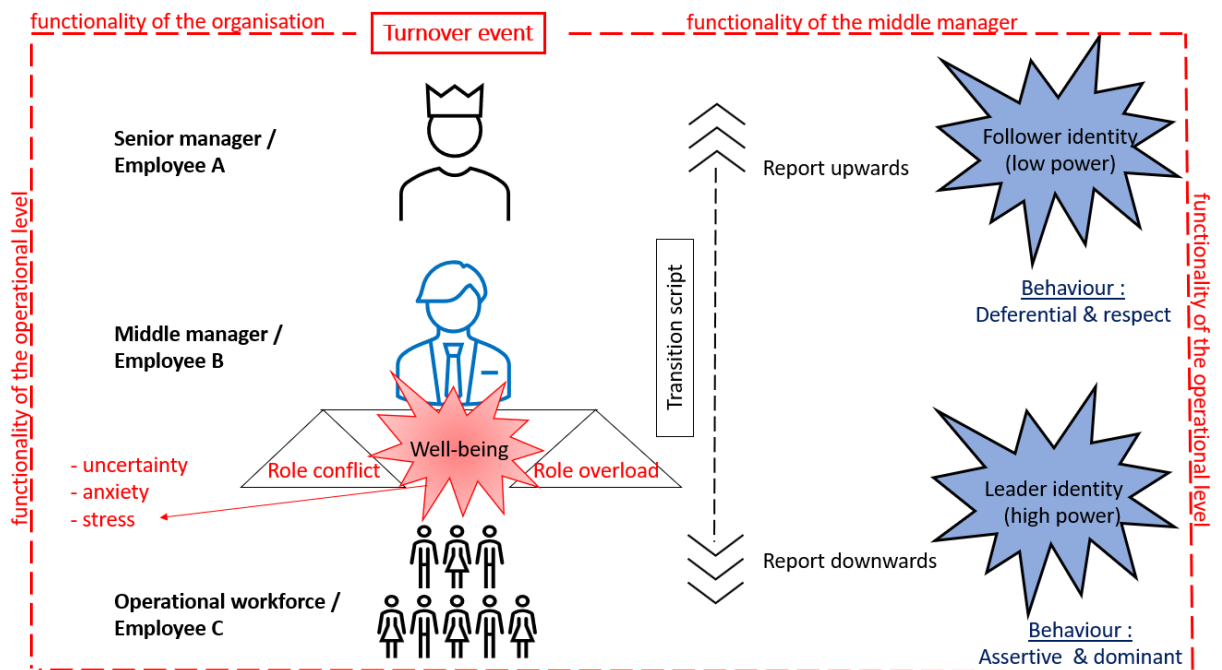 functionality of the organisation
Turnover event
functionality of the middle manager
functionality of the operational level
Senior manager /
Employee A
Report upwards
Follower identity
(low power)
Behaviour :
Deferential & respect
functionality of the operational level
Middle manager /
Employee B
Transition script
Well-being
Role conflict
Role overload
- uncertainty
- anxiety
- stress
Leader identity
(high power)
Report downwards
Operational workforce /
Employee C
Behaviour :
Assertive & dominant